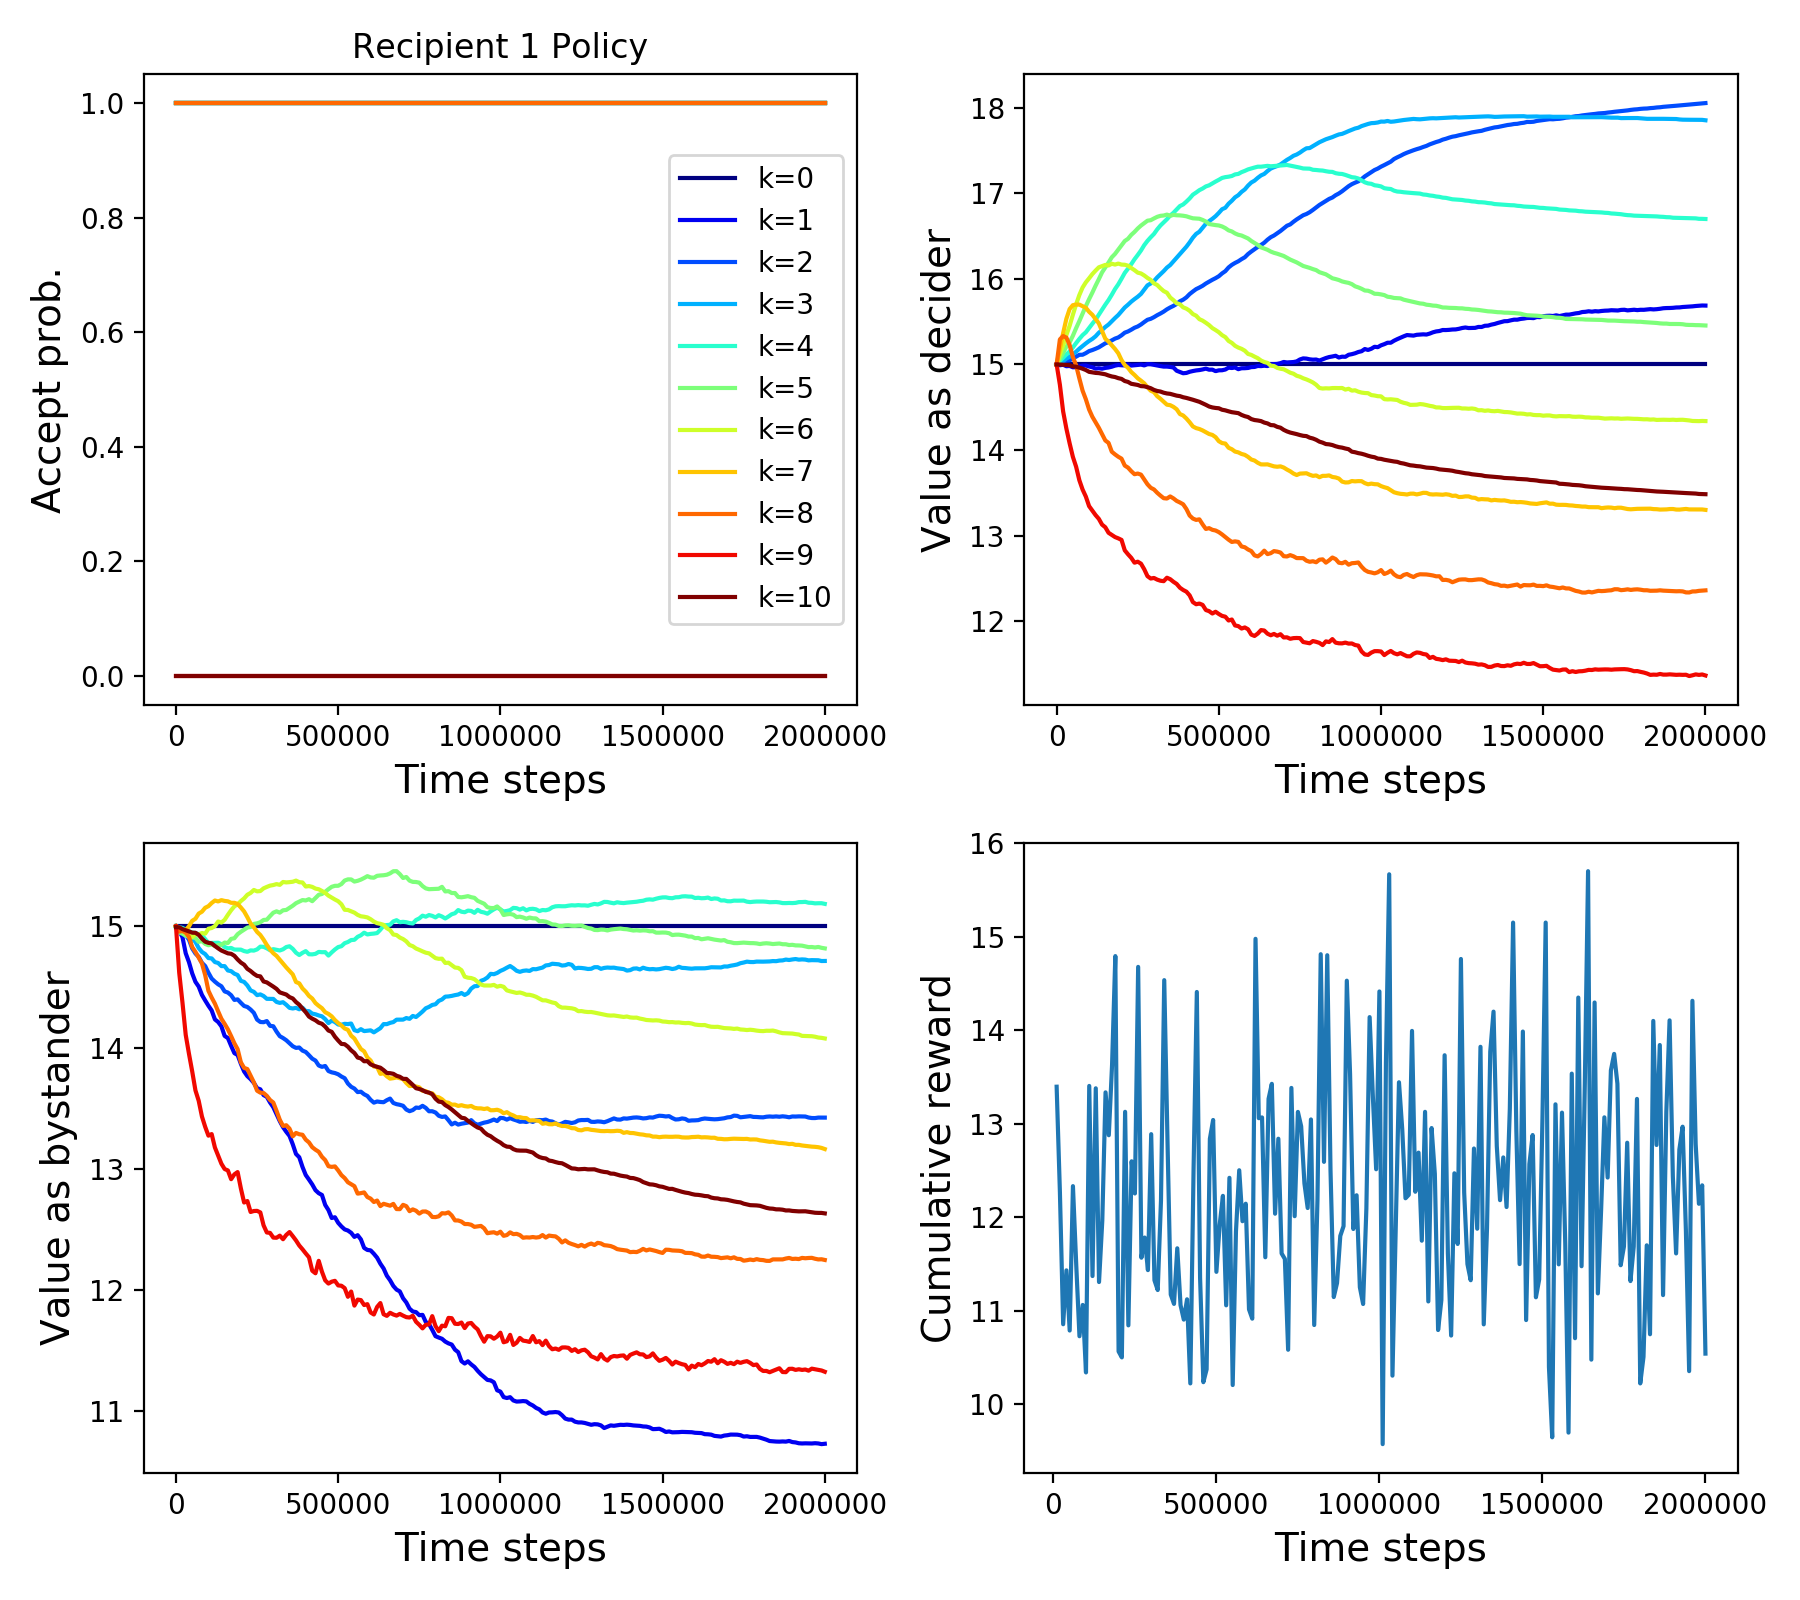 Recipient 1 Policy
Accept prob.
1.0
0.8
0.6
0.4
0.2
0.0
k=0
k=1
k=2
k=3
k=4
k=5
k=6
k=7
k=8
k=9
k=10
0 500000 1000000 1500000 2000000
Time steps
Value as decider
18
17
16
15
14
13
12
0 500000 1000000 1500000 2000000
Time steps
Value as bystander
15
14
13
12
11
0 500000 1000000 1500000 2000000
Time steps
Cumulative reward
16
15
14
13
12
11
10
0 500000 1000000 1500000 2000000
Time steps